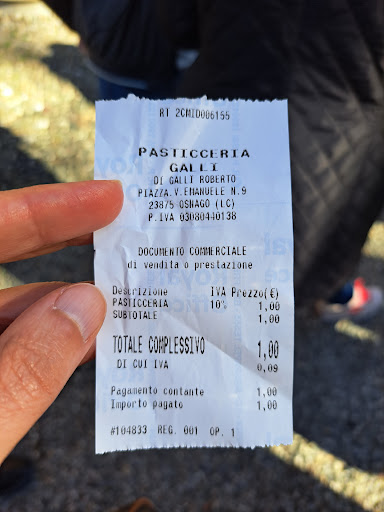 RT 2CMID006155
PASTICCERIA
GALLI
DI GALLI ROBERTO
PIAZZA.V.EMANUELE N.9
23875 OSNAGO (LC)
P.IVA 03080440138
DOCUMENTO COMMERCIALE
di vendita o prestazione
Descrizione IVA Prezzo(€)
PASTICCERIA 10% 1,00
SUBTOTALE 1,00
TOTALE COMPLESSIVO 1,00
DI CUI IVA 0,09
Pagamento contante 1,00
Importo pagato 1,00
#104833 REG. 001 OP. 1